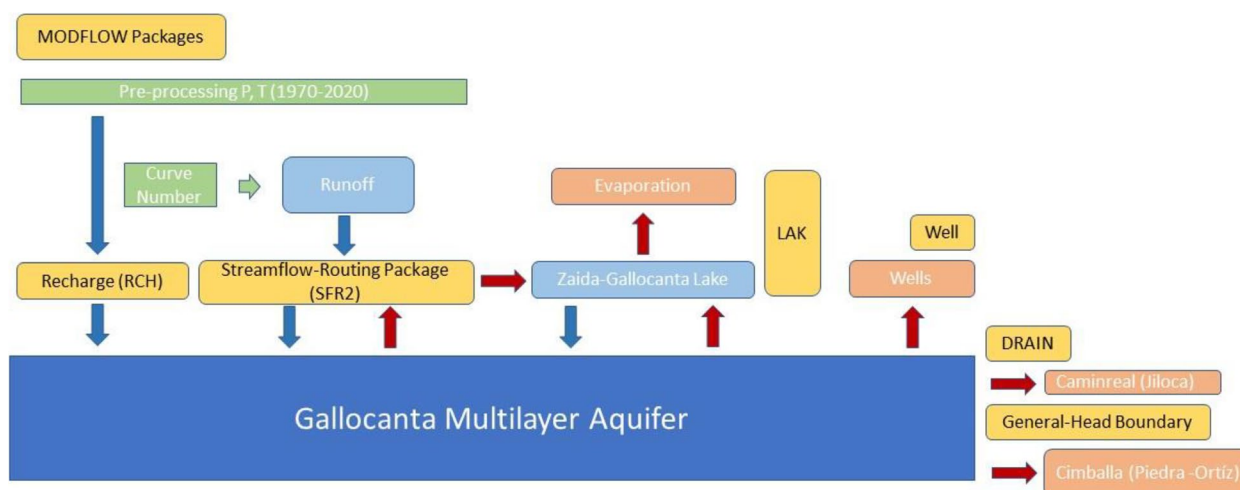 MODFLOW Packages
Pre-processing P, T (1970-2020)
Curve
Number
Runoff
Evaporation
LAK
Well
Recharge (RCH)
Streamflow-Routing Package
(SFR2)
Zaida-Gallocanta Lake
Wells
DRAIN
Caminreal (Jiloca)
Gallocanta Multilayer Aquifer
General-Head Boundary
Cimballa (Piedra -Ortíz)